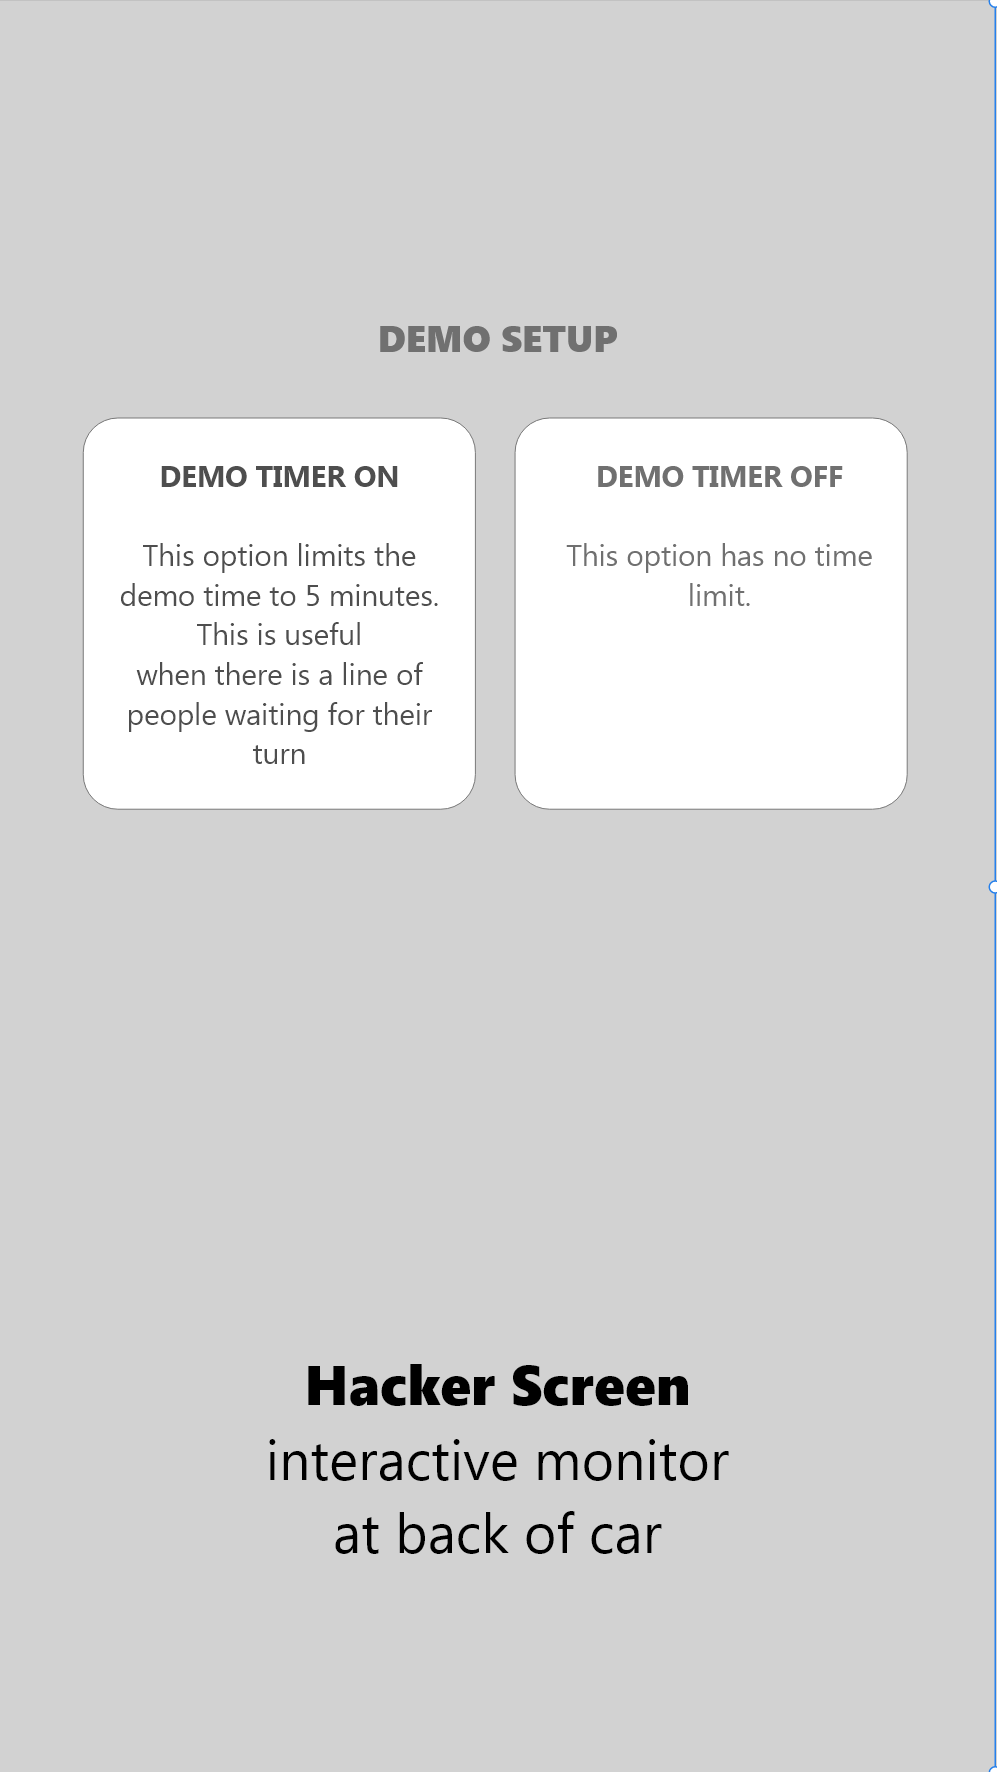 DEMO SETUP
DEMO TIMER ON
This option limits the
demo time to 5 minutes.
This is useful
when there is a line of
people waiting for their
turn
DEMO TIMER OFF
This option has no time
limit.
Hacker Screen
interactive monitor
at back of car